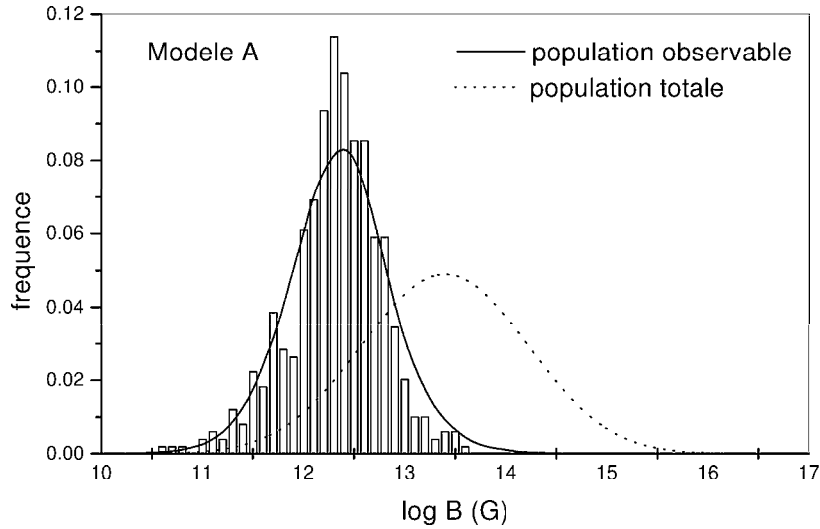 Modele A
population observable
population totale
frequence
0.12
0.10
0.08
0.06
0.04
0.02
0.00
10 11 12 13 14 15 16 17
log B (G)